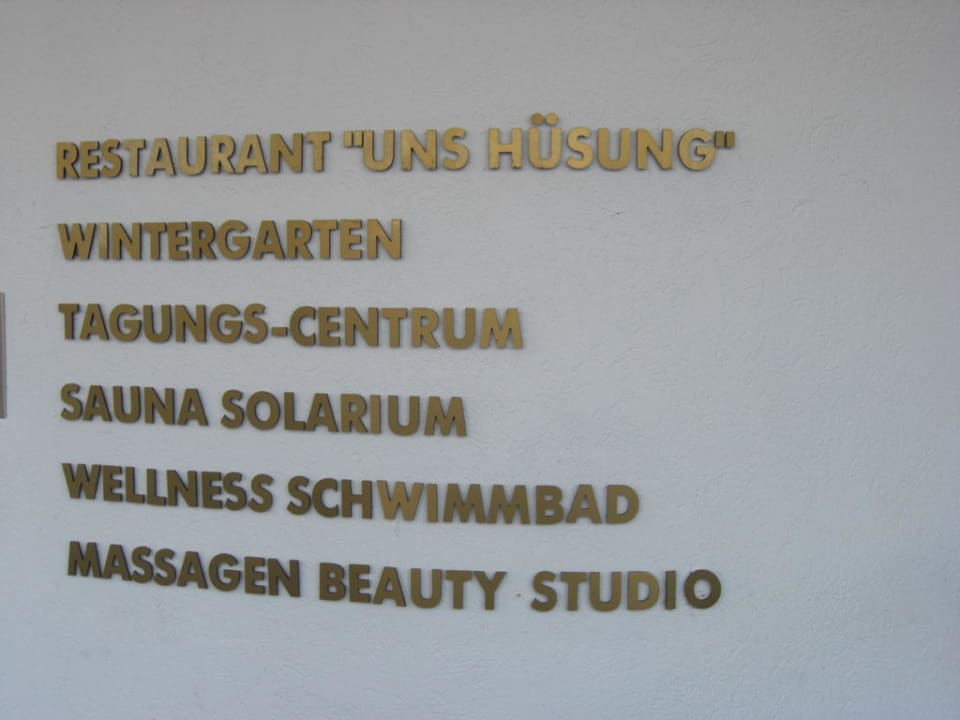 RESTAURANT "UNS HÜSUNG"
WINTERGARTEN
TAGUNGS-CENTRUM
SAUNA SOLARIUM
WELLNESS SCHWIMMBAD
MASSAGEN BEAUTY STUDIO